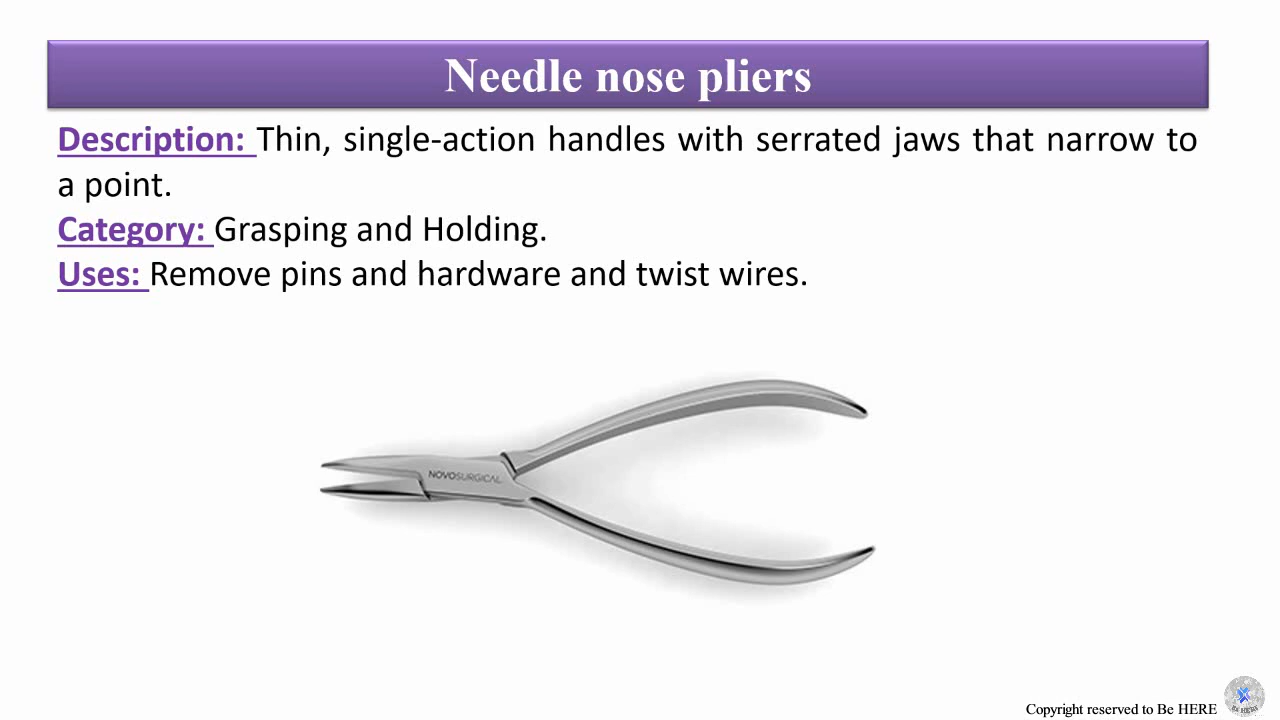 Needle nose pliers
Description: Thin, single-action handles with serrated jaws that narrow to
a point.
Category: Grasping and Holding.
Uses: Remove pins and hardware and twist wires.
NOVOSURGICAL
Copyright reserved to Be HERE